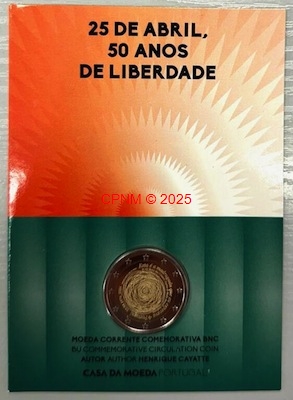 25 DE ABRIL,
50 ANOS
DE LIBERDADE
CPNM © 2025
MOEDA CORRENTE COMEMORATIVA BNC
BU COMMEMORATIVE CIRCULATION COIN
AUTOR AUTHOR HENRIQUE CAYATTE
CASA DA MOEDA PORTUGAL